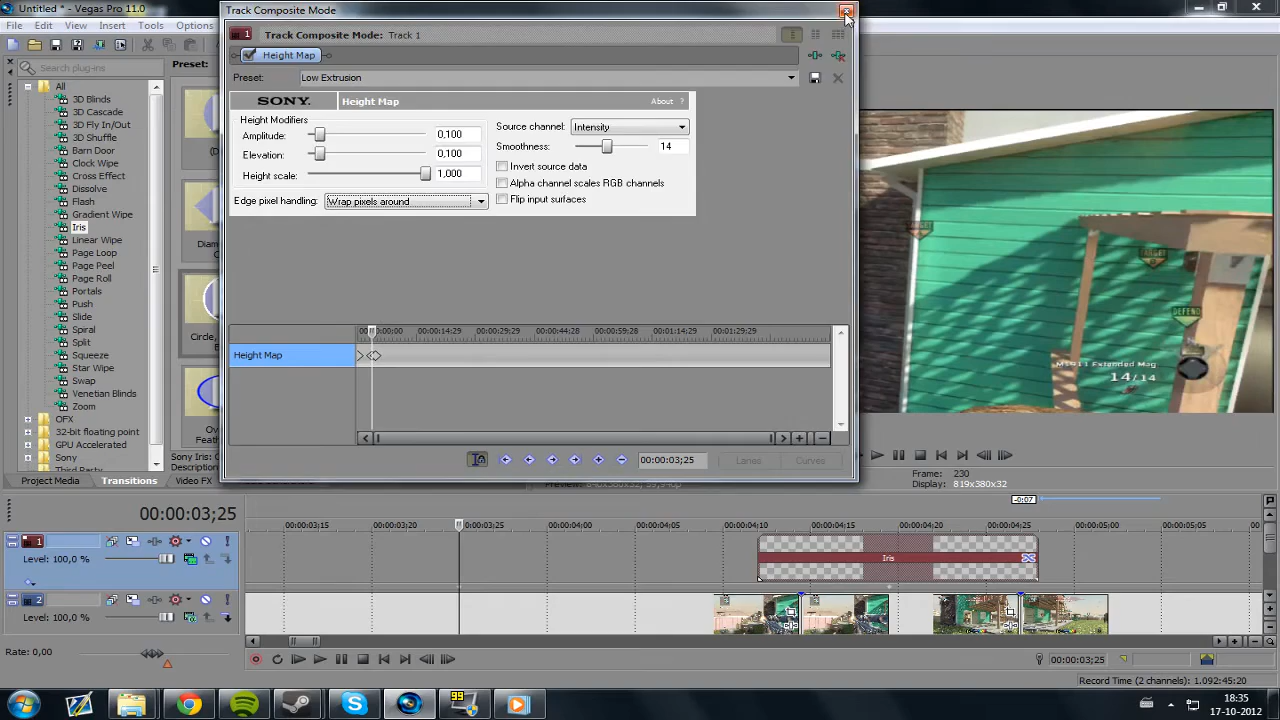 Untitled * - Vegas Pro 11.0
File Edit View Insert Tools
Options
Search plug-ins
All
3D Blinds
3D Cascade
3D Fly In/Out
3D Shuffle
Barn Door
Clock Wipe
Cross Effect
Dissolve
Flash
Gradient Wipe
Iris
Linear Wipe
Page Loop
Page Peel
Page Roll
Portals
Push
Slide
Spiral
Split
Squeeze
Star Wipe
Swap
Venetian Blinds
Zoom
OFX
32-bit floating point
GPU Accelerated
Sony
Third Party
Preset:
Sony Iris:
Project Media
Transitions
Video FX
Track Composite Mode
Track Composite Mode: Track 1
Height Map
Preset:
Low Extrusion
SONY.
Height Map
About ?
Height Modifiers
Amplitude:
0,100
Elevation:
0,100
Height scale:
1,000
Edge pixel handling:
Wrap pixels around
Source channel:
Intensity
Smoothness:
14
Invert source data
Alpha channel scales RGB channels
Flip input surfaces
00:00:14;29
00:00:29;29
00:00:44;28
00:00:59;28
00:01:14;29
00:01:29;29
Height Map
00:00:03;25
Lanes
Curves
TARGET
DEFEND
M1911 Extended Mag
14/14
Frame: 230
Display: 819x380x32
-0:07
00:00:03;25
00:00:03;15
00:00:03;20
00:00:03;25
00:00:04;00
00:00:04;05
00:00:04;10
00:00:04;15
00:00:04;20
00:00:04;25
00:00:05;00
00:00:05;05
1
Level: 100,0 %
Iris
2
Level: 100,0 %
Rate: 0,00
00:00:03;25
Record Time (2 channels): 1.092:45:20
99
18:35
17-10-2012